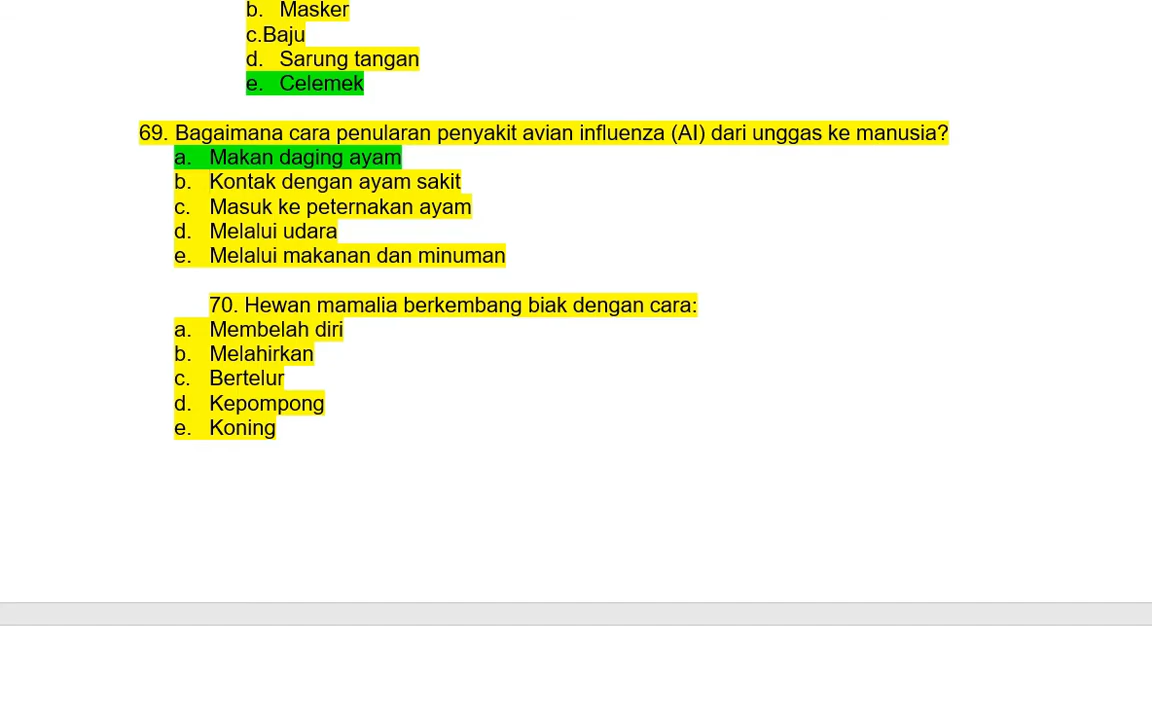 b. Masker
c.Baju
d. Sarung tangan
e. Celemek
69. Bagaimana cara penularan penyakit avian influenza (AI) dari unggas ke manusia?
a. Makan daging ayam
b. Kontak dengan ayam sakit
c. Masuk ke peternakan ayam
d. Melalui udara
e. Melalui makanan dan minuman
70. Hewan mamalia berkembang biak dengan cara:
a. Membelah diri
b. Melahirkan
c. Bertelur
d. Kepompong
e. Koning